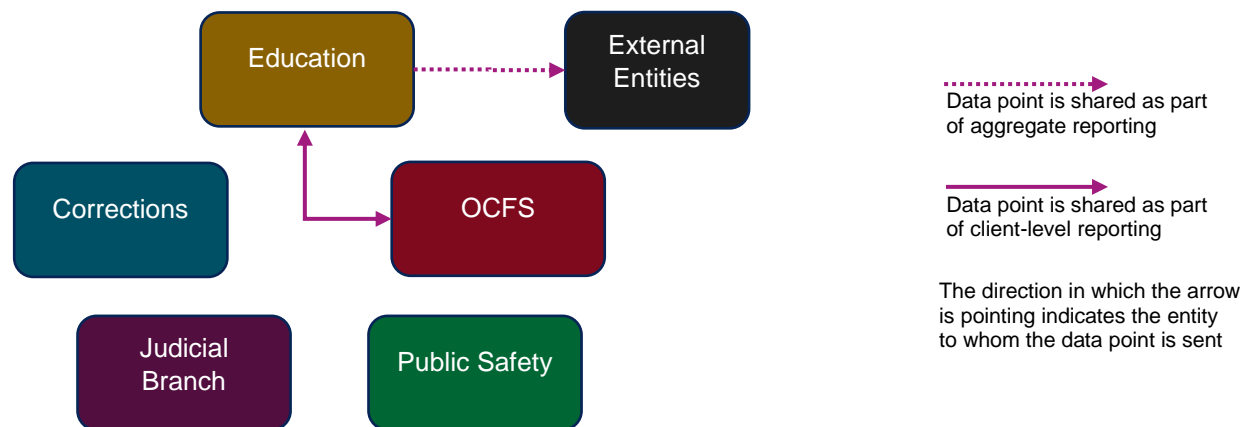 Education
External
Entities
Corrections
OCFS
Judicial
Branch
Public Safety
Data point is shared as part
of aggregate reporting
Data point is shared as part
of client-level reporting
The direction in which the arrow
is pointing indicates the entity
to whom the data point is sent